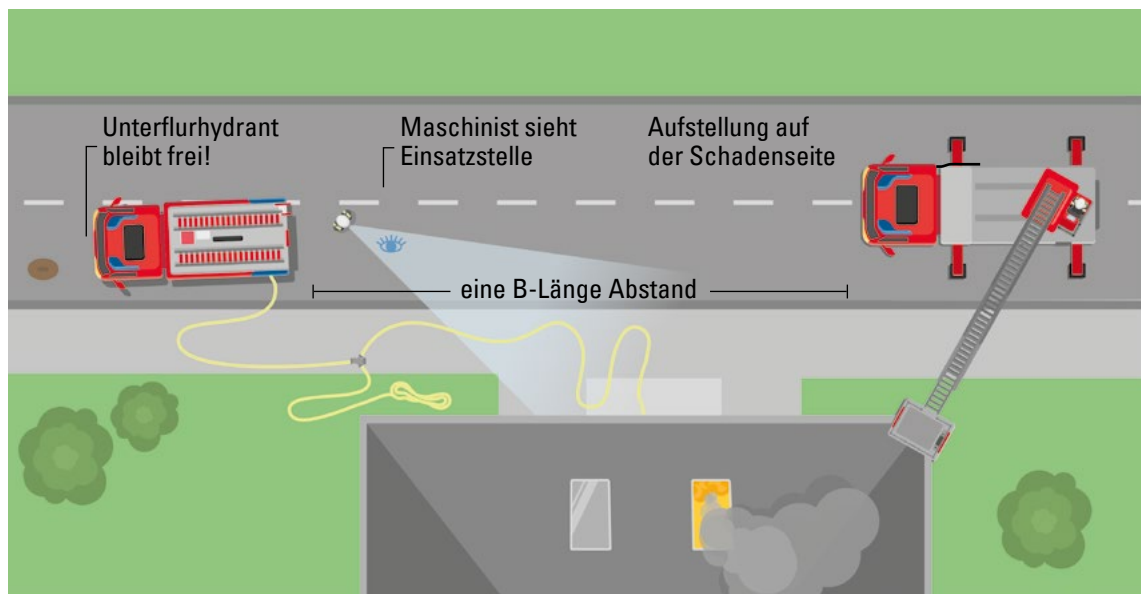 Unterflurhydrant
bleibt frei!
Maschinist sieht
Einsatzstelle
Aufstellung auf
der Schadenseite
eine B-Länge Abstand